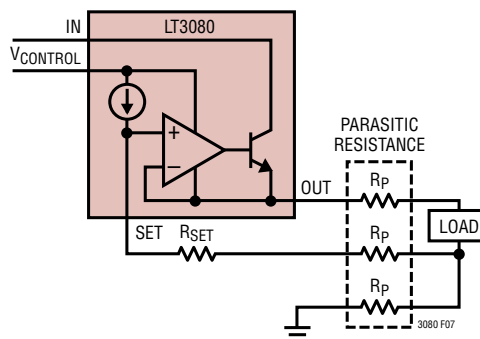 IN
LT3080
VCONTROL
+
–
PARASITIC
RESISTANCE
OUT
RP
LOAD
SET
RSET
RP
RP
3080 F07